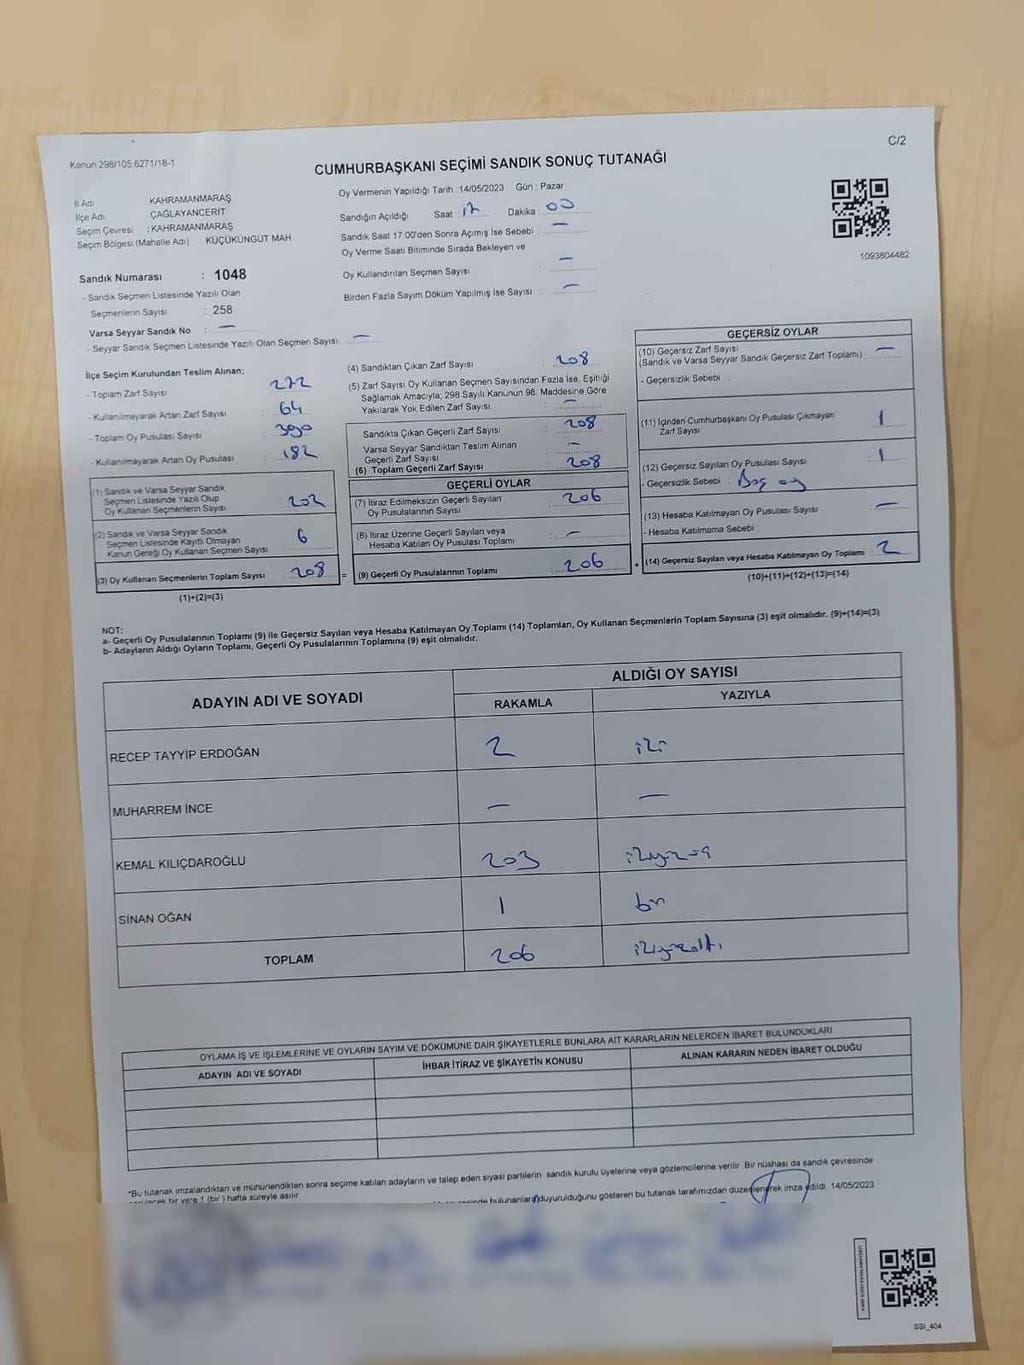 C/2
Kanun 298/105,6271/18-1
CUMHURBAŞKANI SEÇİMİ SANDIK SONUÇ TUTANAĞI
İl Adı KAHRAMANMARAŞ
İlçe Adı ÇAĞLAYANCERİT
Seçim Çevresi : KAHRAMANMARAŞ
Seçim Bölgesi (Mahalle Adı) : KÜÇÜKÜNGÜT MAH
Sandık Numarası : 1048
- Sandık Seçmen Listesinde Yazılı Olan
Seçmenlerin Sayısı : 258
Varsa Seyyar Sandık No : —
- Seyyar Sandık Seçmen Listesinde Yazılı Olan Seçmen Sayısı: —
Oy Vermenin Yapıldığı Tarih : 14/05/2023 Gün : Pazar
Sandığın Açıldığı Saat : 17 Dakika : 00
Sandık Saat 17:00'den Sonra Açımış İse Sebebi : —
Oy Verme Saati Bitiminde Sırada Bekleyen ve
Oy Kullandırılan Seçmen Sayısı : —
Birden Fazla Sayım Döküm Yapılmış İse Sayısı : —
1093804482
İlçe Seçim Kurulundan Teslim Alınan;
- Toplam Zarf Sayısı : 272
- Kullanılmayarak Artan Zarf Sayısı : 64
- Toplam Oy Pusulası Sayısı : 390
- Kullanılmayarak Artan Oy Pusulası : 182
(1) Sandık ve Varsa Seyyar Sandık
Seçmen Listesinde Yazılı Olup
Oy Kullanan Seçmenlerin Sayısı : 202
(2) Sandık ve Varsa Seyyar Sandık
Seçmen Listesinde Kayıtlı Olmayan
Kanun Gereği Oy Kullanan Seçmen Sayısı : 6
(3) Oy Kullanan Seçmenlerin Toplam Sayısı : 208
(1)+(2)=(3)
(4) Sandıktan Çıkan Zarf Sayısı : 208
(5) Zarf Sayısı Oy Kullanan Seçmen Sayısından Fazla İse, Eşitliği
Sağlamak Amacıyla; 298 Sayılı Kanunun 98. Maddesine Göre
Yakılarak Yok Edilen Zarf Sayısı : —
Sandıkta Çıkan Geçerli Zarf Sayısı : 208
Varsa Seyyar Sandıktan Teslim Alınan
Geçerli Zarf Sayısı : —
(6) Toplam Geçerli Zarf Sayısı : 208
GEÇERLİ OYLAR
(7) İtiraz Edilmeksizin Geçerli Sayılan
Oy Pusulasının Sayısı : 206
(8) İtiraz Üzerine Geçerli Sayılan veya
Hesaba Katılan Oy Pusulası Toplamı : —
= (9) Geçerli Oy Pusulalarının Toplamı : 206
GEÇERSİZ OYLAR
(10) Geçersiz Zarf Sayısı
(Sandık ve Varsa Seyyar Sandık Geçersiz Zarf Toplamı) : —
- Geçersizlik Sebebi :
(11) İçinden Cumhurbaşkanı Oy Pusulası Çıkmayan
Zarf Sayısı : 1
(12) Geçersiz Sayılan Oy Pusulası Sayısı : 1
- Geçersizlik Sebebi : Boş oy
(13) Hesaba Katılmayan Oy Pusulası Sayısı : —
- Hesaba Katılmama Sebebi :
+ (14) Geçersiz Sayılan veya Hesaba Katılmayan Oy Toplamı : 2
(10)+(11)+(12)+(13)=(14)
NOT:
a- Geçerli Oy Pusulalarının Toplamı (9) ile Geçersiz Sayılan veya Hesaba Katılmayan Oy Toplamı (14) Toplamları, Oy Kullanan Seçmenlerin Toplam Sayısına (3) eşit olmalıdır. (9)+(14)=(3)
b- Adayların Aldığı Oyların Toplamı, Geçerli Oy Pusulalarının Toplamına (9) eşit olmalıdır.
ADAYIN ADI VE SOYADI ALDIĞI OY SAYISI
RAKAMLA YAZIYLA
RECEP TAYYİP ERDOĞAN 2 iki
MUHARREM İNCE — —
KEMAL KILIÇDAROĞLU 203 ikiyüzüç
SİNAN OĞAN 1 bir
TOPLAM 206 ikiyüzaltı
OYLAMA İŞ VE İŞLEMLERİNE VE OYLARIN SAYIM VE DÖKÜMÜNE DAİR ŞİKAYETLERLE BUNLARA AİT KARARLARIN NELERDEN İBARET BULUNDUKLARI
ADAYIN ADI VE SOYADI İHBAR İTİRAZ VE ŞİKAYETİN KONUSU ALINAN KARARIN NEDEN İBARET OLDUĞU
*Bu tutanak imzalandıktan ve mühürlendikten sonra seçime katılan adayların ve talep eden siyasi partilerin sandık kurulu üyelerine veya gözlemcilerine verilir. Bir nüshası da sandık çevresinde
bir yere 1 (bir) hafta süreyle asılır.
bulunanlara duyurulduğunu gösteren bu tutanak tarafımızdan düzenlenerek imza edildi. 14/05/2023
SSI_404